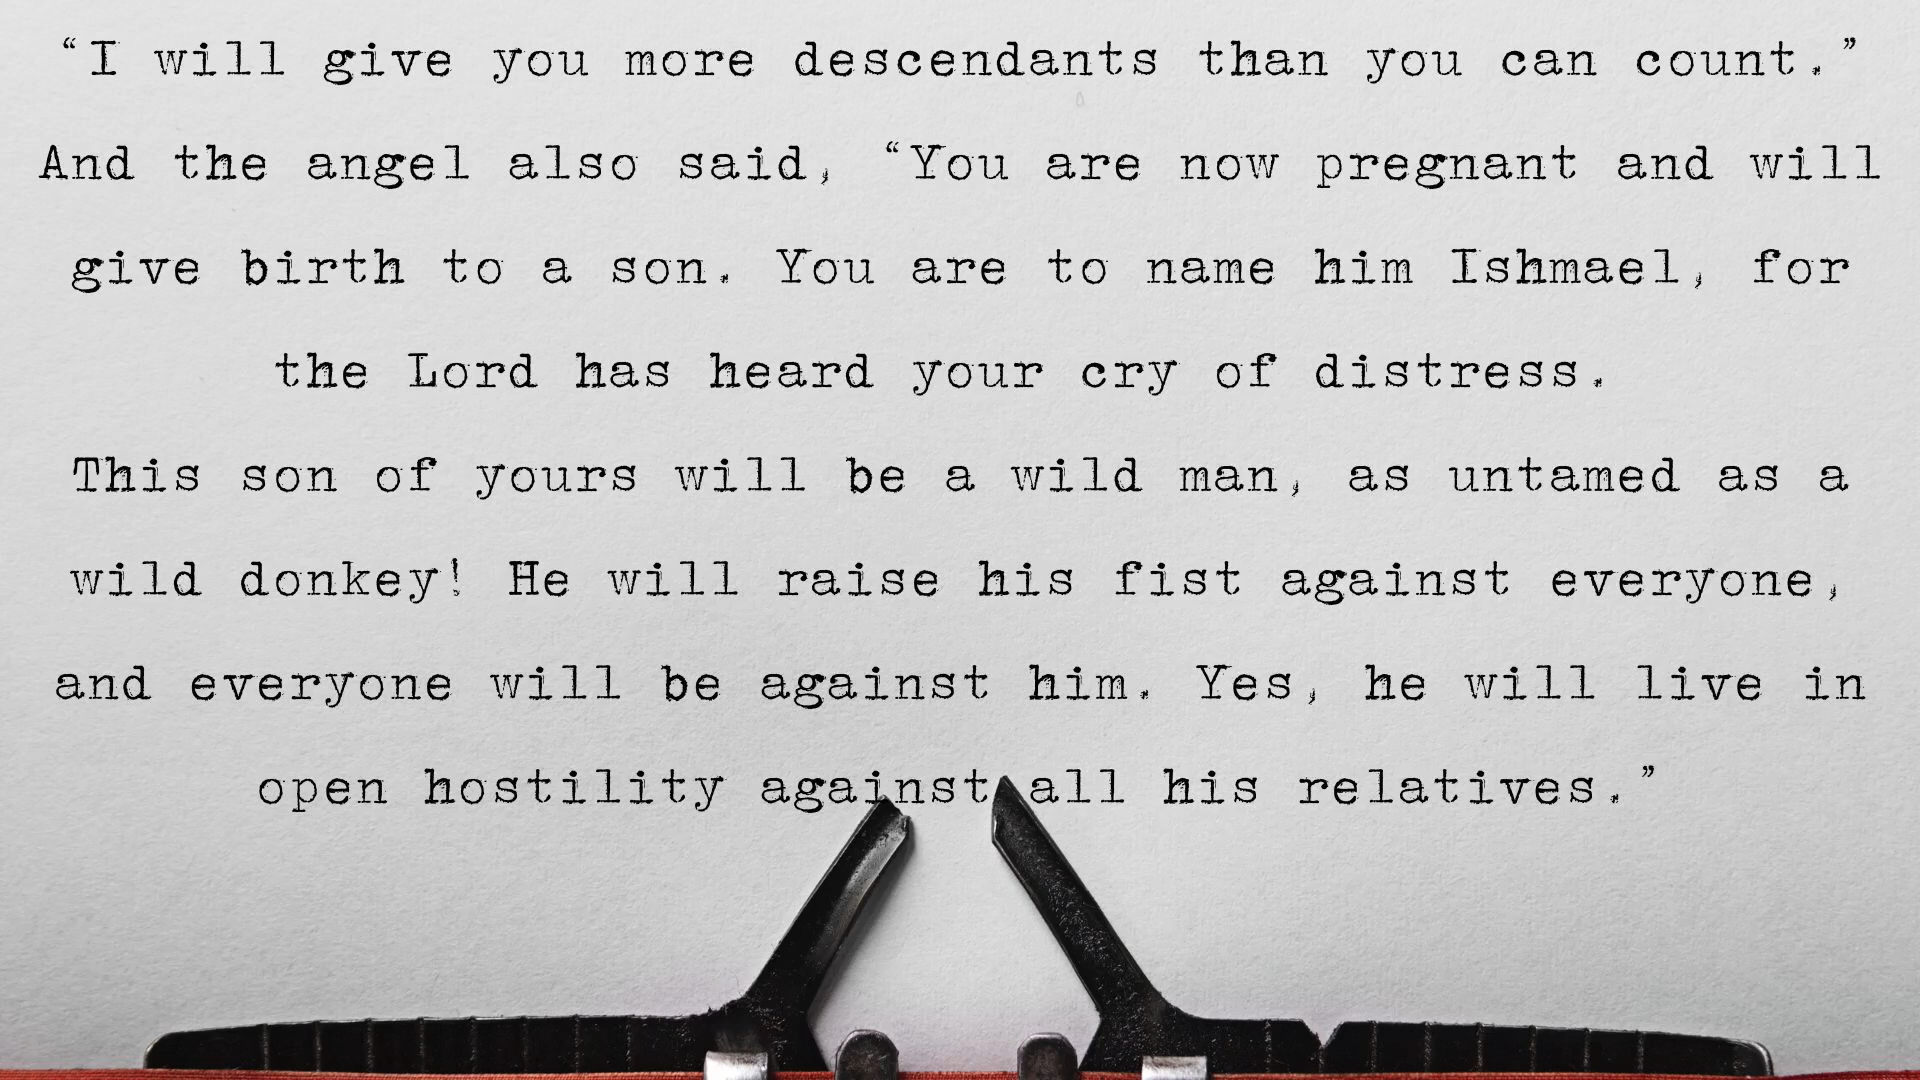 “I will give you more descendants than you can count.”
And the angel also said, “You are now pregnant and will
give birth to a son. You are to name him Ishmael, for
the Lord has heard your cry of distress.
This son of yours will be a wild man, as untamed as a
wild donkey! He will raise his fist against everyone,
and everyone will be against him. Yes, he will live in
open hostility against all his relatives.”